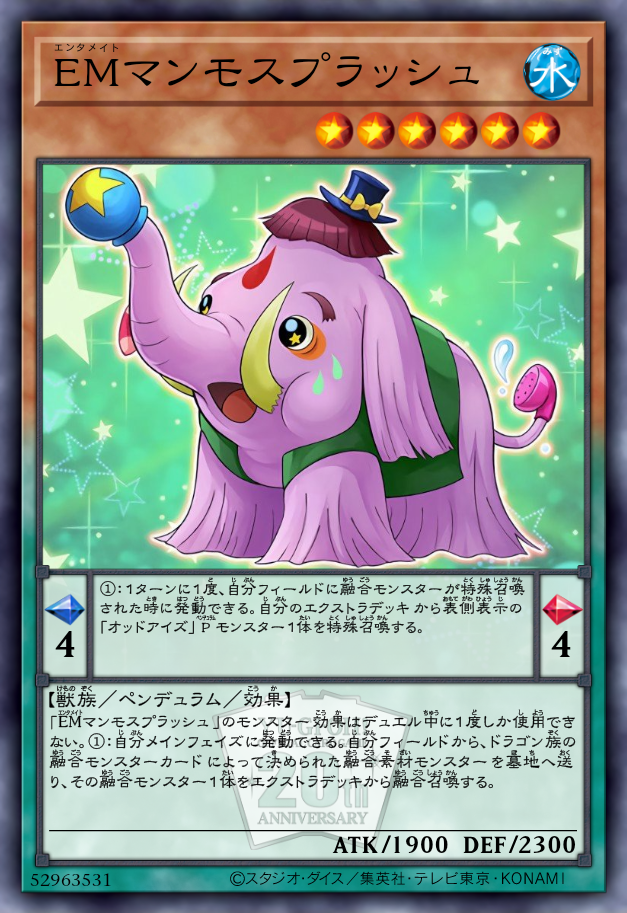 エンタメイト
EMマンモスプラッシュ
みず
水
①:1ターンに1度、自分フィールドに融合モンスターが特殊召喚
された時に発動できる。自分のエクストラデッキから表側表示の
「オッドアイズ」Pモンスター1体を特殊召喚する。
4
4
【獣族/ペンデュラム/効果】
「EMマンモスプラッシュ」のモンスター効果はデュエル中に1度しか使用でき
ない。①:自分メインフェイズに発動できる。自分フィールドから、ドラゴン族の
融合モンスターカードによって決められた融合素材モンスターを墓地へ送
り、その融合モンスター1体をエクストラデッキから融合召喚する。
20th
ANNIVERSARY
ATK/1900 DEF/2300
52963531
©スタジオ・ダイス/集英社・テレビ東京・KONAMI